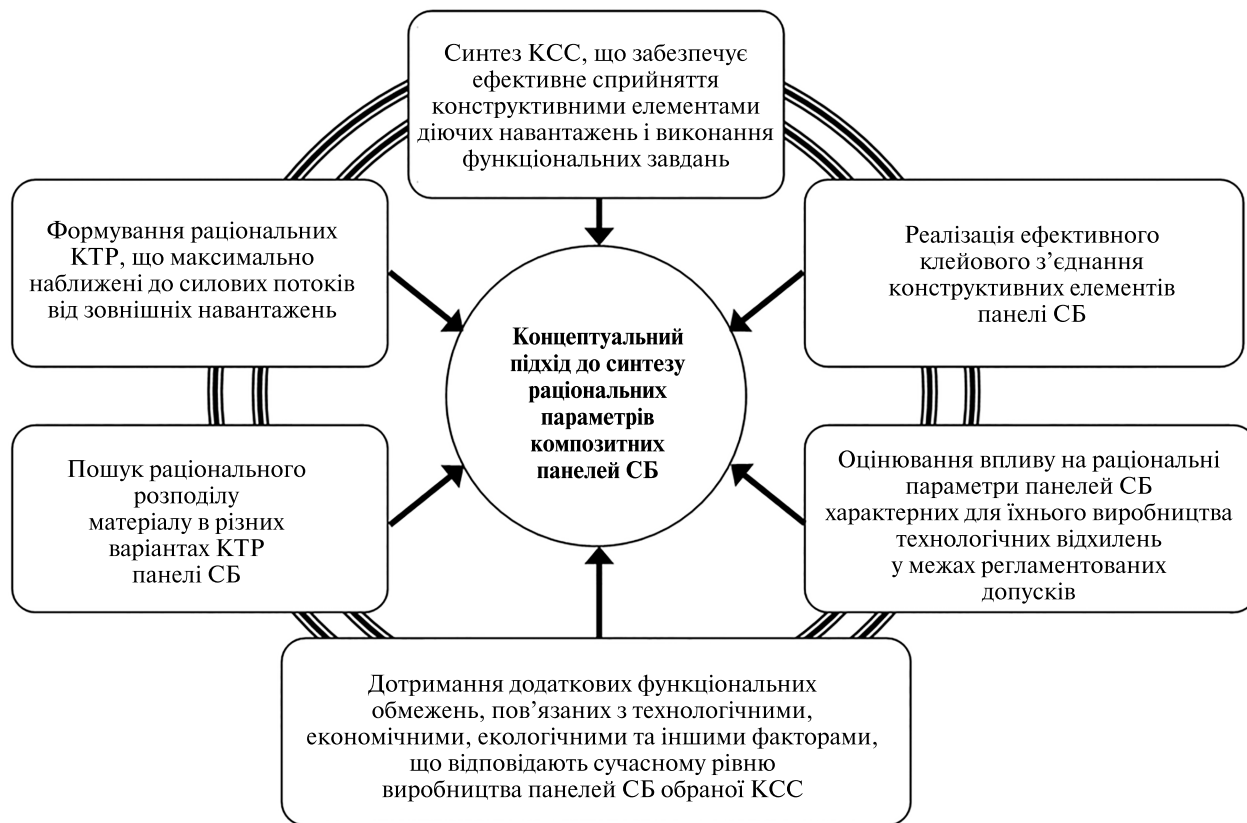 Синтез КСС, що забезпечує
ефективне сприйняття
конструктивними елементами
діючих навантажень і виконання
функціональних завдань
Формування раціональних
КТР, що максимально
наближені до силових потоків
від зовнішніх навантажень
Реалізація ефективного
клейового з’єднання
конструктивних елементів
панелі СБ
Концептуальний
підхід до синтезу
раціональних
параметрів
композитних
панелей СБ
Пошук раціонального
розподілу
матеріалу в різних
варіантах КТР
панелі СБ
Оцінювання впливу на раціональні
параметри панелей СБ
характерних для їхнього виробництва
технологічних відхилень
у межах регламентованих
допусків
Дотримання додаткових функціональних
обмежень, пов’язаних з технологічними,
економічними, екологічними та іншими факторами,
що відповідають сучасному рівню
виробництва панелей СБ обраної КСС